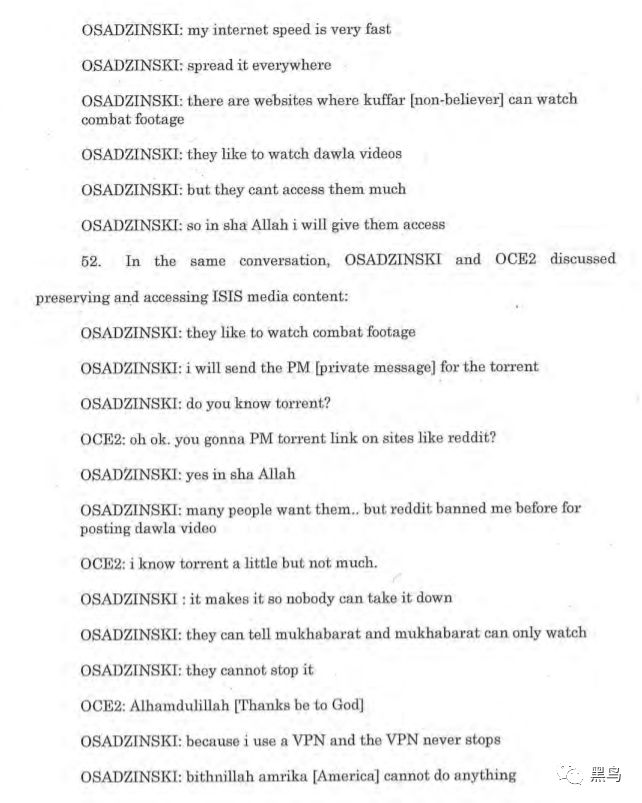 OSADZINSKI: my internet speed is very fast
OSADZINSKI: spread it everywhere
OSADZINSKI: there are websites where kuffar [non-believer] can watch
combat footage
OSADZINSKI: they like to watch dawla videos
OSADZINSKI: but they cant access them much
OSADZINSKI: so in sha Allah i will give them access
52. In the same conversation, OSADZINSKI and OCE2 discussed
preserving and accessing ISIS media content:
OSADZINSKI: they like to watch combat footage
OSADZINSKI: i will send the PM [private message] for the torrent
OSADZINSKI: do you know torrent?
OCE2: oh ok. you gonna PM torrent link on sites like reddit?
OSADZINSKI: yes in sha Allah
OSADZINSKI: many people want them.. but reddit banned me before for
posting dawla video
OCE2: i know torrent a little but not much.
OSADZINSKI : it makes it so nobody can take it down
OSADZINSKI: they can tell mukhabarat and mukhabarat can only watch
OSADZINSKI: they cannot stop it
OCE2: Alhamdulillah [Thanks be to God]
OSADZINSKI: because i use a VPN and the VPN never stops
OSADZINSKI: bithnillah amrika [America] cannot do anything
黑鸟